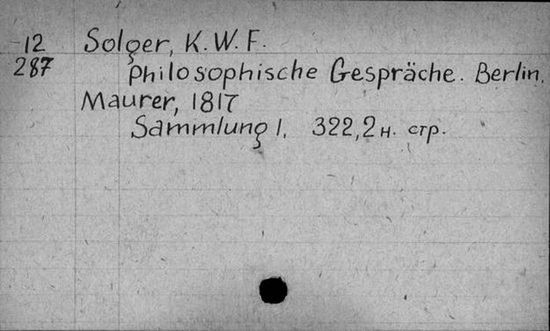 12 Solger, K. W. F.
287 Philosophische Gespräche. Berlin,
Maurer, 1817
Sammlung 1. 322,2 н. стр.